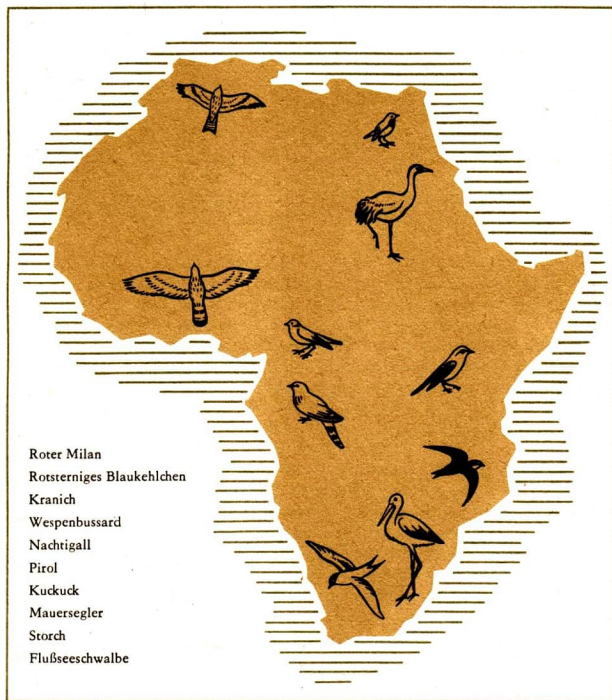 Roter Milan
Rotsterniges Blaukehlchen
Kranich
Wespenbussard
Nachtigall
Pirol
Kuckuck
Mauersegler
Storch
Flußseeschwalbe